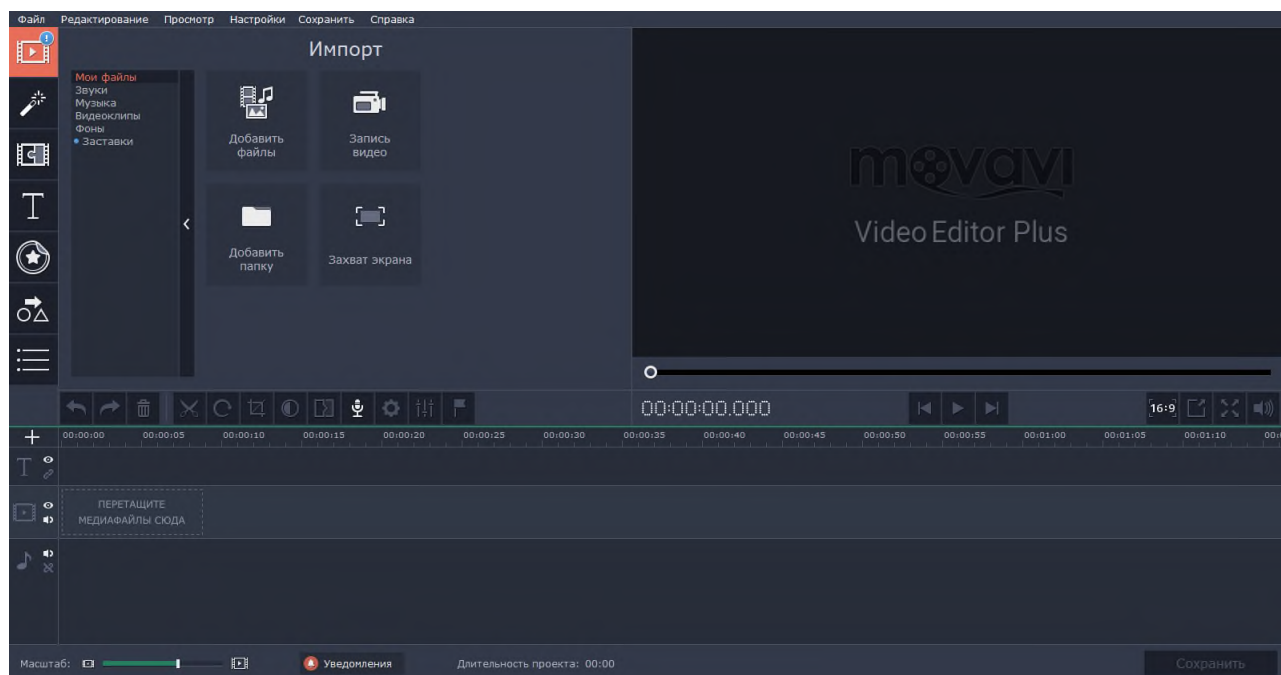 Файл Редактирование Просмотр Настройки Сохранить Справка
Импорт
Мои файлы
Звуки
Музыка
Видеоклипы
Фоны
Заставки
Добавить
файлы
Запись
видео
Добавить
папку
Захват экрана
movavi
Video Editor Plus
00:00:00.000
16:9
00:00:00 00:00:05 00:00:10 00:00:15 00:00:20 00:00:25 00:00:30 00:00:35 00:00:40 00:00:45 00:00:50 00:00:55 00:01:00 00:01:05 00:01:10
ПЕРЕТАЩИТЕ
МЕДИАФАЙЛЫ СЮДА
Масштаб: Уведомления Длительность проекта: 00:00 Сохранить